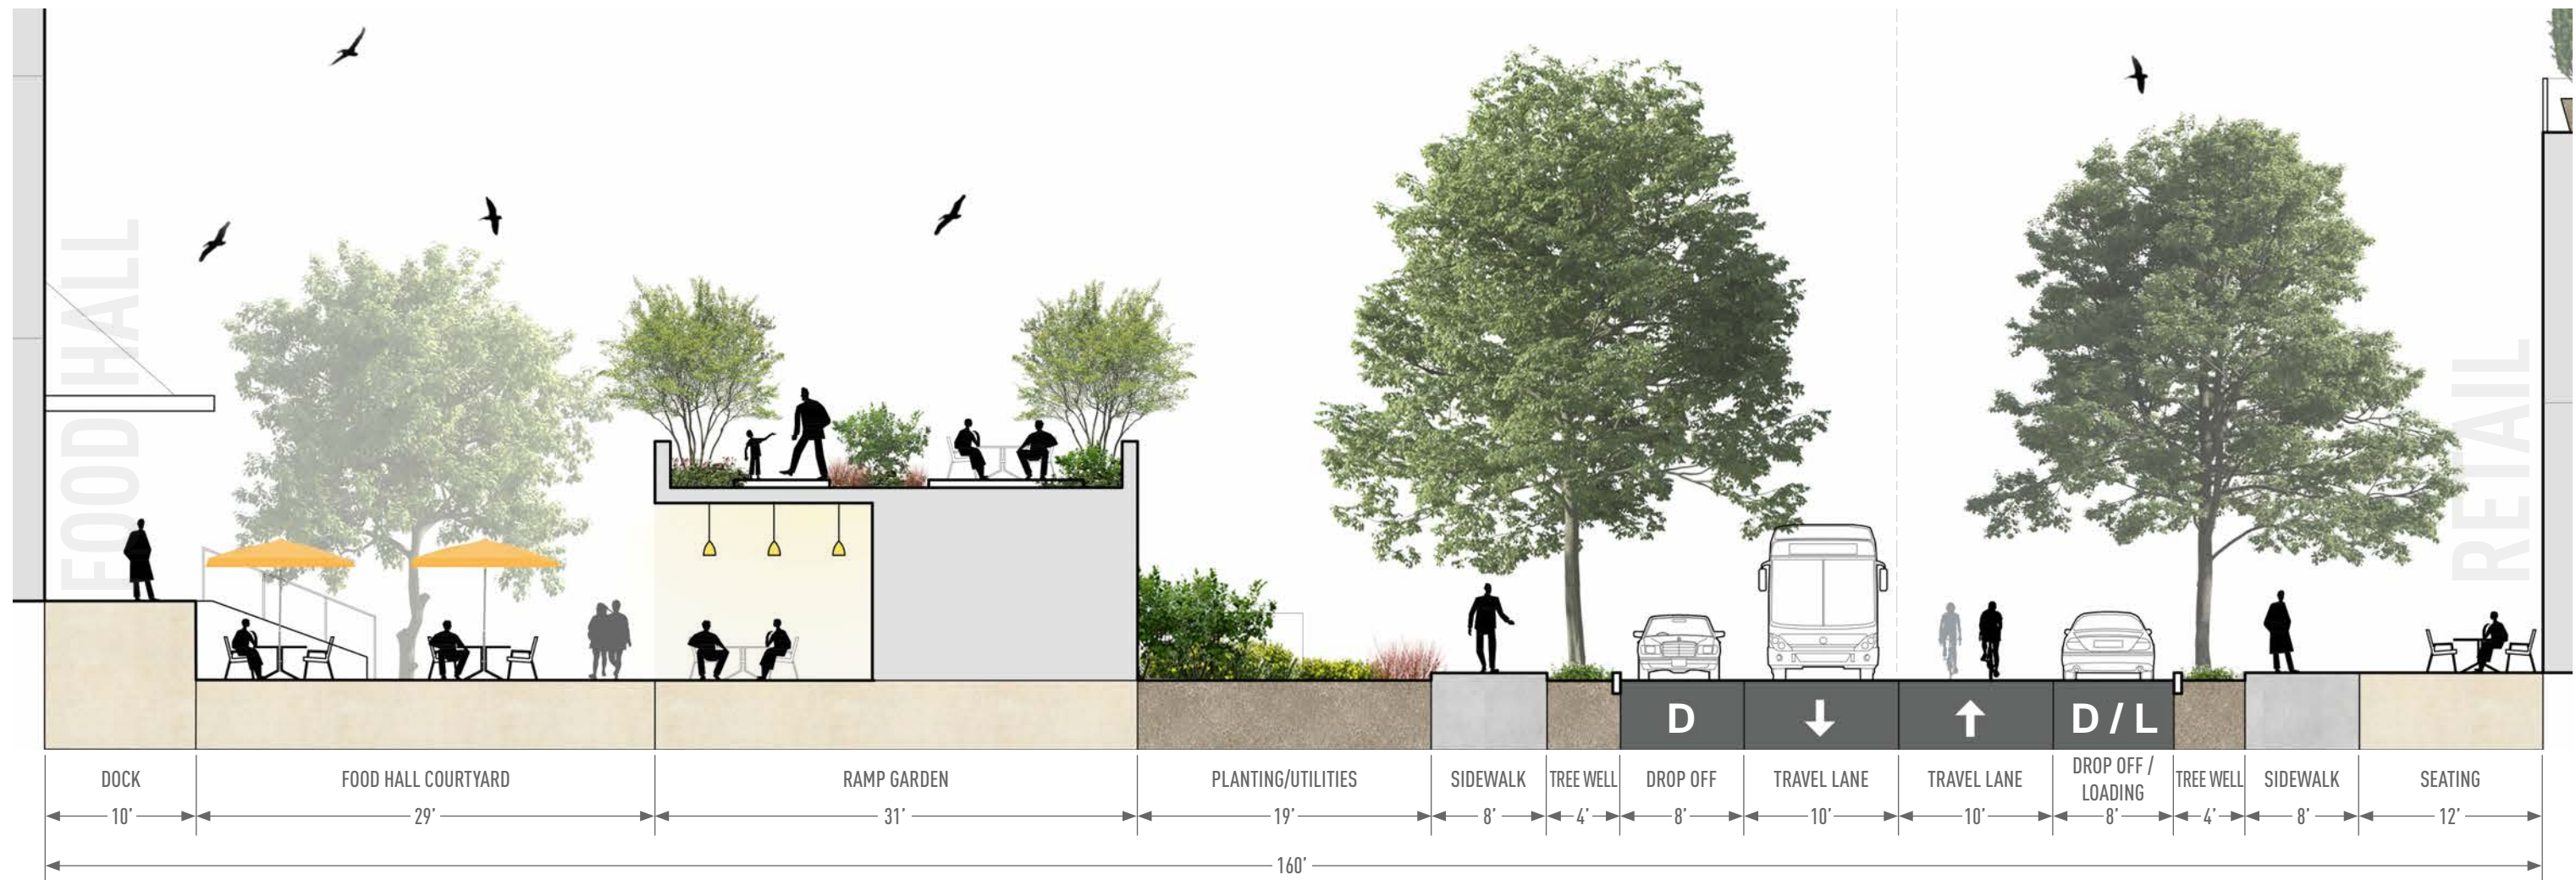 FOOD HALL
RETAIL
D
D / L
DOCK
FOOD HALL COURTYARD
RAMP GARDEN
PLANTING/UTILITIES
SIDEWALK
TREE WELL
DROP OFF
TRAVEL LANE
TRAVEL LANE
DROP OFF /
LOADING
TREE WELL
SIDEWALK
SEATING
10'
29'
31'
19'
8'
4'
8'
10'
10'
8'
4'
8'
12'
160'